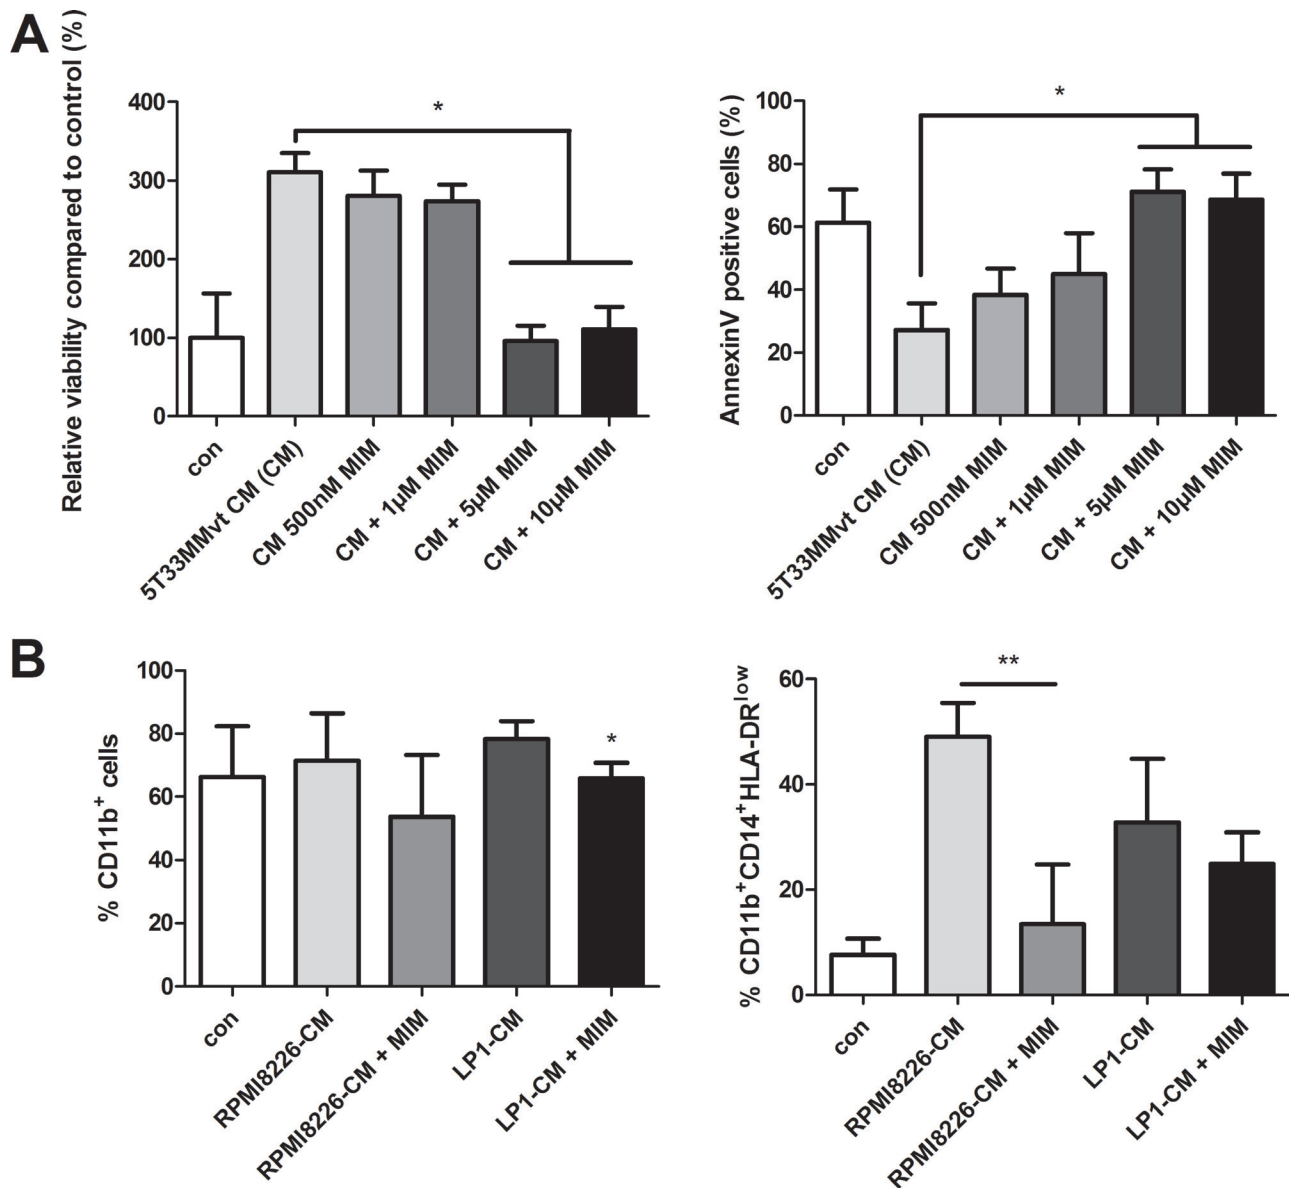 A
Relative viability compared to control (%)
400
300
200
100
0
*
con
5T33MMvt CM (CM)
CM 500nM MIM
CM + 1µM MIM
CM + 5µM MIM
CM + 10µM MIM
AnnexinV positive cells (%)
100
80
60
40
20
0
*
con
5T33MMvt CM (CM)
CM 500nM MIM
CM + 1µM MIM
CM + 5µM MIM
CM + 10µM MIM
B
% CD11b⁺ cells
100
80
60
40
20
0
*
con
RPMI8226-CM
RPMI8226-CM + MIM
LP1-CM
LP1-CM + MIM
% CD11b⁺CD14⁺HLA-DRˡᵒʷ
60
40
20
0
**
con
RPMI8226-CM
RPMI8226-CM + MIM
LP1-CM
LP1-CM + MIM